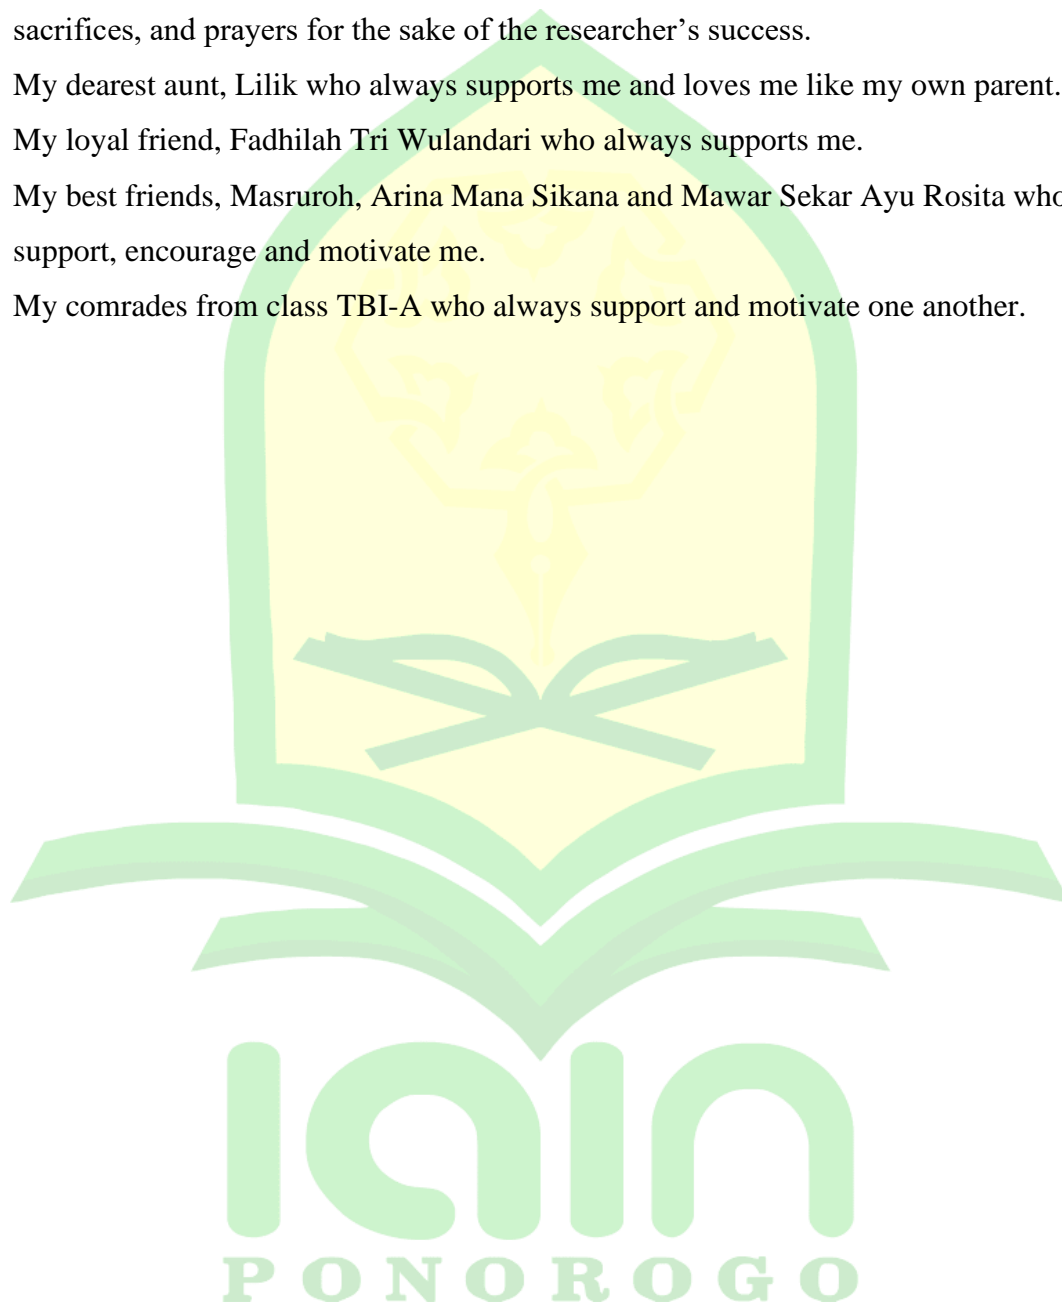 sacrifices, and prayers for the sake of the researcher’s success.
My dearest aunt, Lilik who always supports me and loves me like my own parent.
My loyal friend, Fadhilah Tri Wulandari who always supports me.
My best friends, Masruroh, Arina Mana Sikana and Mawar Sekar Ayu Rosita who
support, encourage and motivate me.
My comrades from class TBI-A who always support and motivate one another.
iain
PONOROGO